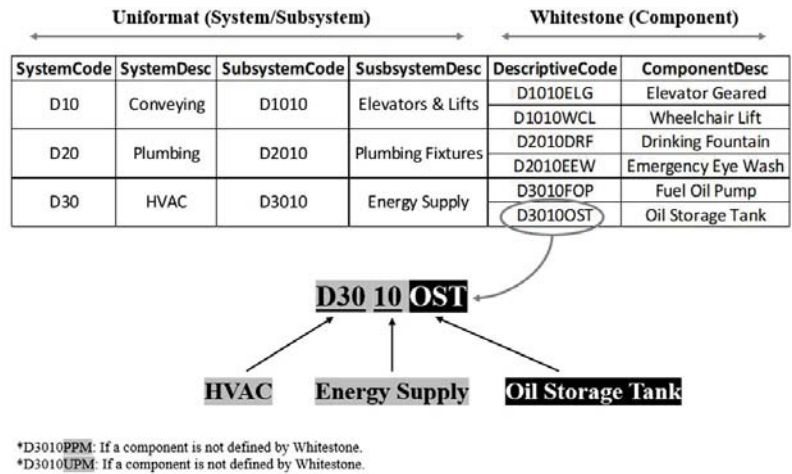 Uniformat (System/Subsystem) Whitestone (Component)
SystemCode SystemDesc SubsystemCode SusbsystemDesc DescriptiveCode ComponentDesc
D10 Conveying D1010 Elevators & Lifts D1010ELG Elevator Geared
D1010WCL Wheelchair Lift
D20 Plumbing D2010 Plumbing Fixtures D2010DRF Drinking Fountain
D2010EEW Emergency Eye Wash
D30 HVAC D3010 Energy Supply D3010FOP Fuel Oil Pump
D3010OST Oil Storage Tank
D30 10 OST
HVAC Energy Supply Oil Storage Tank
*D3010PPM: If a component is not defined by Whitestone.
*D3010UPM: If a component is not defined by Whitestone.